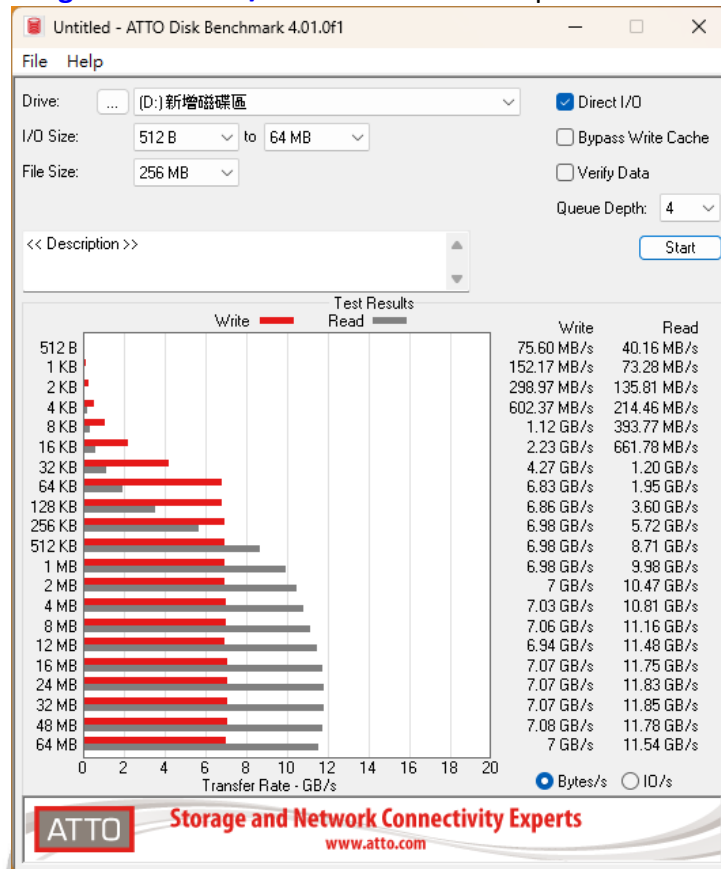 Untitled - ATTO Disk Benchmark 4.01.0f1
File Help
Drive: ... (D:)新增磁碟區 Direct I/O
I/O Size: 512 B to 64 MB Bypass Write Cache
File Size: 256 MB Verify Data
Queue Depth: 4
<< Description >> Start
Test Results
Write Read Write Read
512 B 75.60 MB/s 40.16 MB/s
1 KB 152.17 MB/s 73.28 MB/s
2 KB 298.97 MB/s 135.81 MB/s
4 KB 602.37 MB/s 214.46 MB/s
8 KB 1.12 GB/s 393.77 MB/s
16 KB 2.23 GB/s 661.78 MB/s
32 KB 4.27 GB/s 1.20 GB/s
64 KB 6.83 GB/s 1.95 GB/s
128 KB 6.86 GB/s 3.60 GB/s
256 KB 6.98 GB/s 5.72 GB/s
512 KB 6.98 GB/s 8.71 GB/s
1 MB 6.98 GB/s 9.98 GB/s
2 MB 7 GB/s 10.47 GB/s
4 MB 7.03 GB/s 10.81 GB/s
8 MB 7.06 GB/s 11.16 GB/s
12 MB 6.94 GB/s 11.48 GB/s
16 MB 7.07 GB/s 11.75 GB/s
24 MB 7.07 GB/s 11.83 GB/s
32 MB 7.07 GB/s 11.85 GB/s
48 MB 7.08 GB/s 11.78 GB/s
64 MB 7 GB/s 11.54 GB/s
0 2 4 6 8 10 12 14 16 18 20
Transfer Rate - GB/s Bytes/s IO/s
ATTO Storage and Network Connectivity Experts
www.atto.com